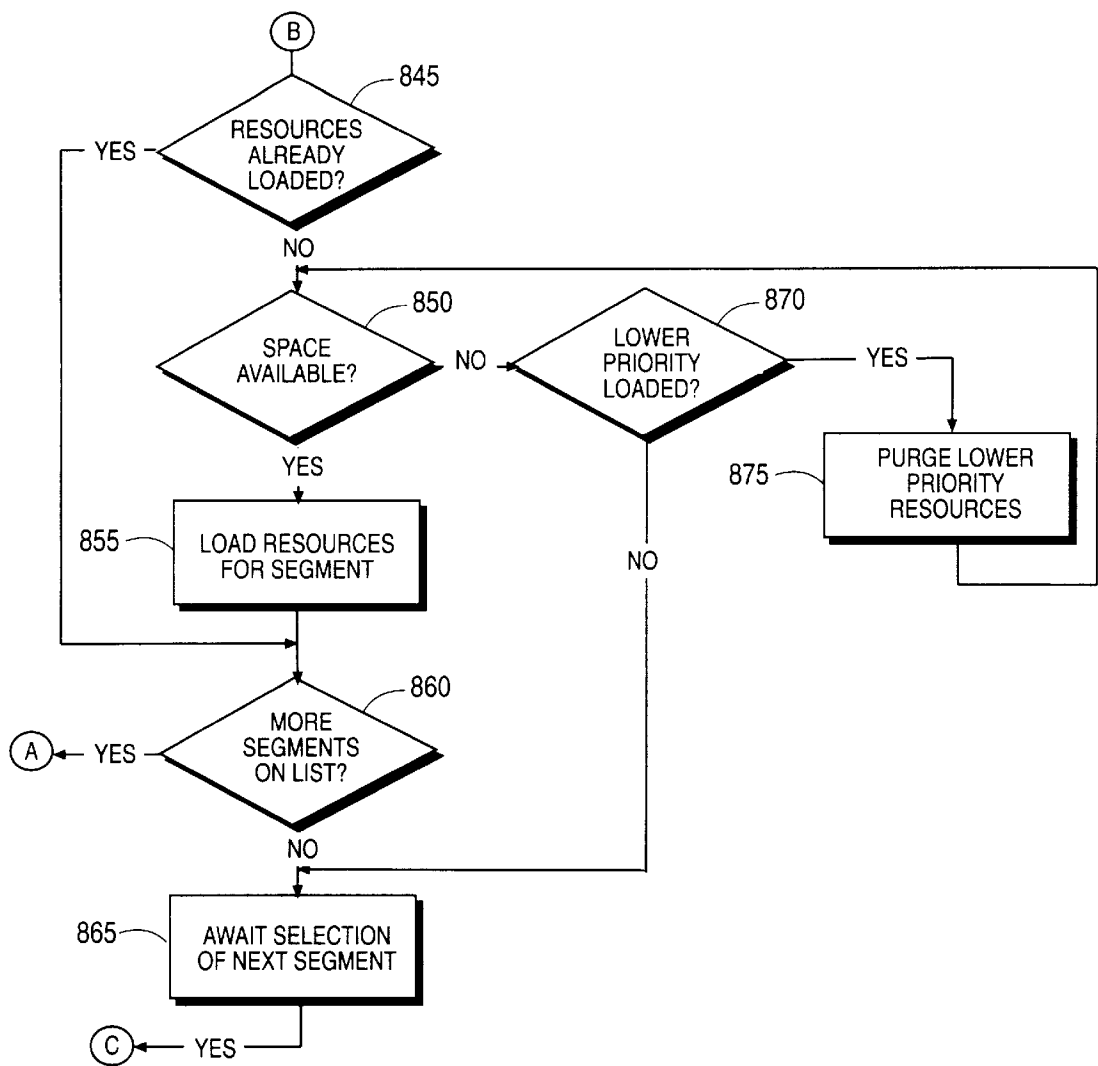 B
845
RESOURCES
ALREADY
LOADED?
YES
NO
850
SPACE
AVAILABLE?
NO
870
LOWER
PRIORITY
LOADED?
YES
YES
875
PURGE LOWER
PRIORITY
RESOURCES
855
LOAD RESOURCES
FOR SEGMENT
NO
860
MORE
SEGMENTS
ON LIST?
A
YES
NO
865
AWAIT SELECTION
OF NEXT SEGMENT
C
YES